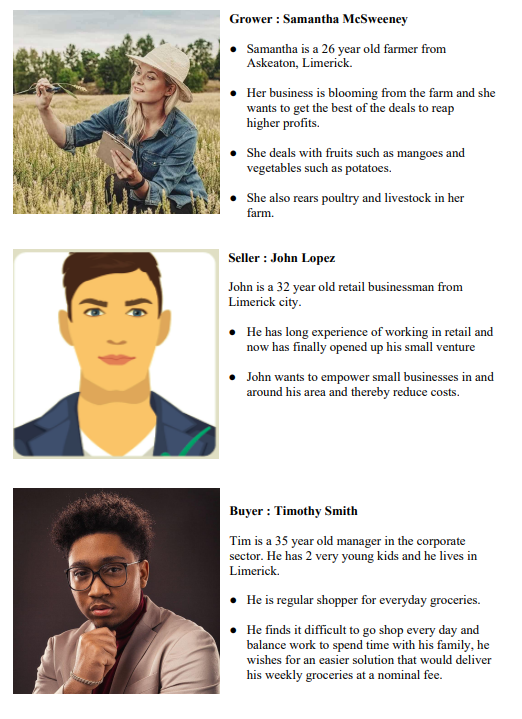 Grower : Samantha McSweeney
● Samantha is a 26 year old farmer from
Askeaton, Limerick.
● Her business is blooming from the farm and she
wants to get the best of the deals to reap
higher profits.
● She deals with fruits such as mangoes and
vegetables such as potatoes.
● She also rears poultry and livestock in her
farm.
Seller : John Lopez
John is a 32 year old retail businessman from
Limerick city.
● He has long experience of working in retail and
now has finally opened up his small venture
● John wants to empower small businesses in and
around his area and thereby reduce costs.
Buyer : Timothy Smith
Tim is a 35 year old manager in the corporate
sector. He has 2 very young kids and he lives in
Limerick.
● He is regular shopper for everyday groceries.
● He finds it difficult to go shop every day and
balance work to spend time with his family, he
wishes for an easier solution that would deliver
his weekly groceries at a nominal fee.